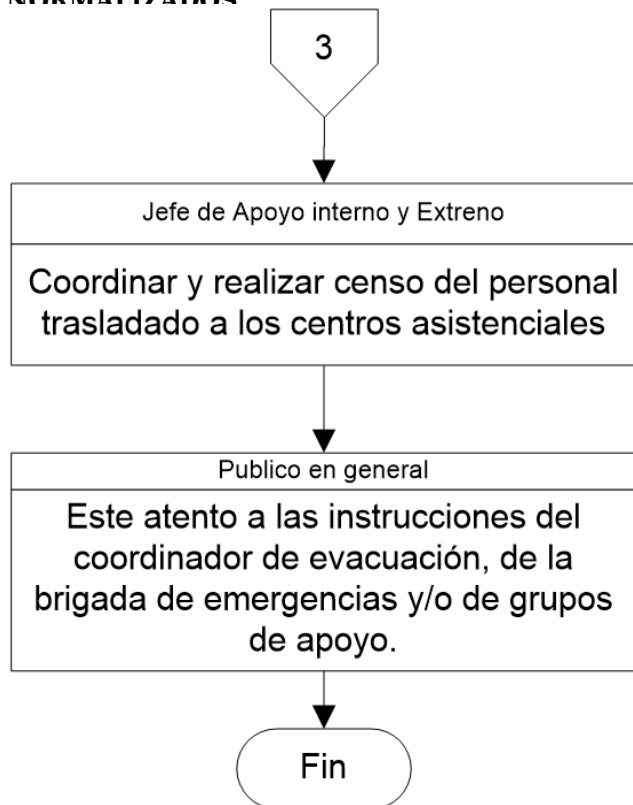 NORMALIZADOS
3
Jefe de Apoyo interno y Extreno
Coordinar y realizar censo del personal
trasladado a los centros asistenciales
Publico en general
Este atento a las instrucciones del
coordinador de evacuación, de la
brigada de emergencias y/o de grupos
de apoyo.
Fin